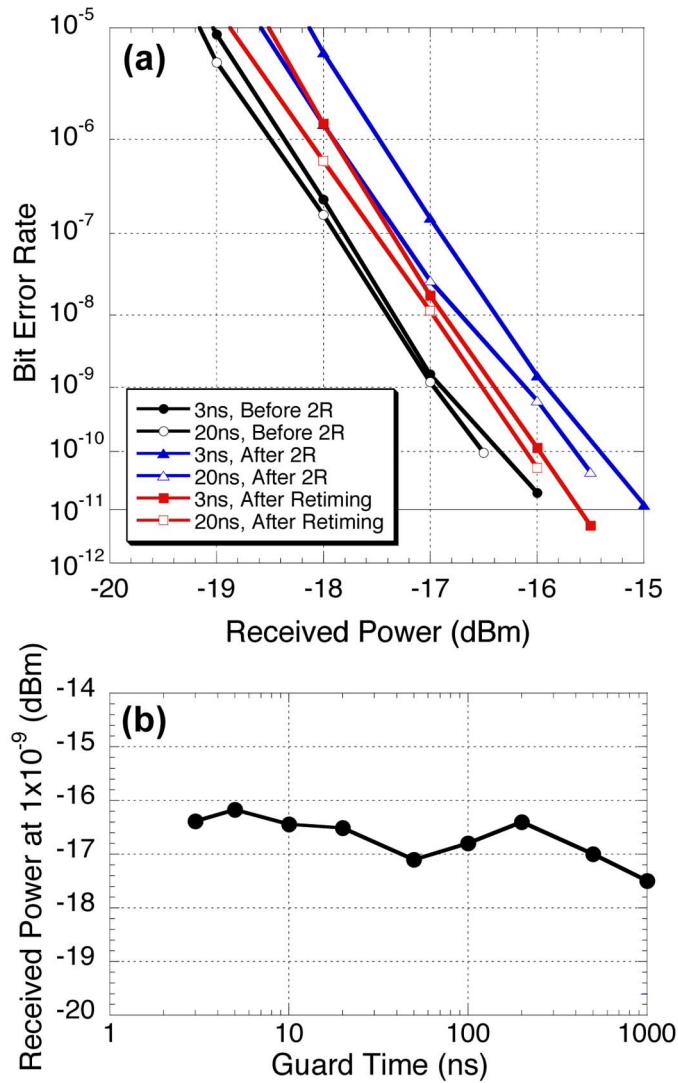 (a)
10⁻⁵
10⁻⁶
10⁻⁷
10⁻⁸
10⁻⁹
10⁻¹⁰
10⁻¹¹
10⁻¹²
Bit Error Rate
3ns, Before 2R
20ns, Before 2R
3ns, After 2R
20ns, After 2R
3ns, After Retiming
20ns, After Retiming
-20 -19 -18 -17 -16 -15
Received Power (dBm)
(b)
-14
-15
-16
-17
-18
-19
-20
Received Power at 1x10⁻⁹ (dBm)
1 10 100 1000
Guard Time (ns)